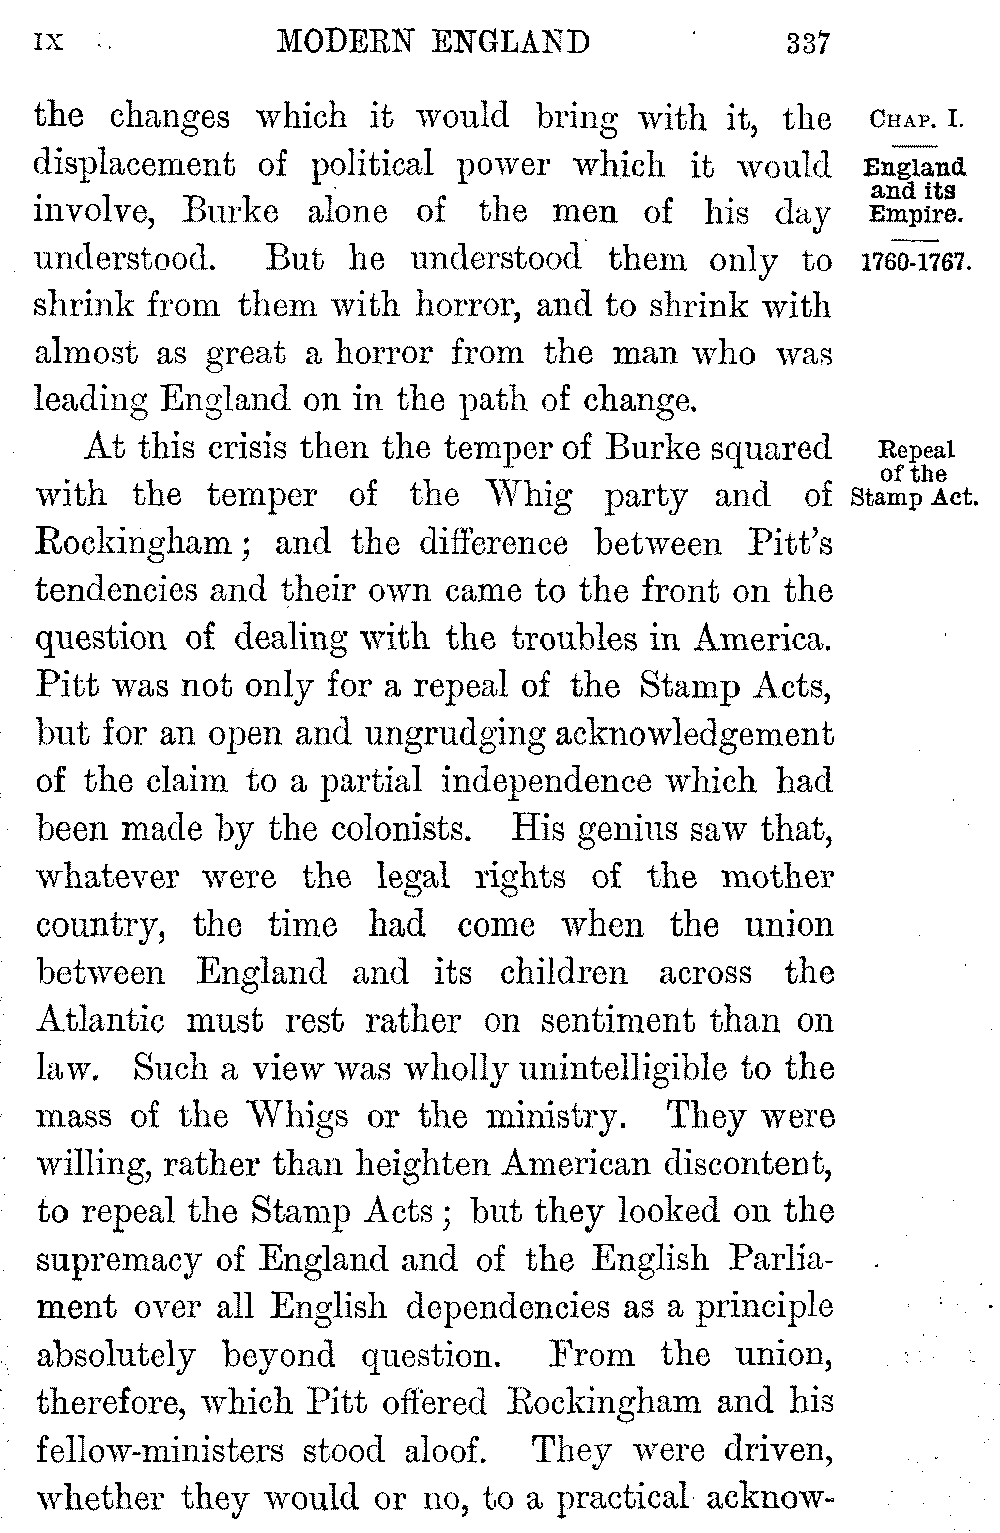 IX MODERN ENGLAND 337
the changes which it would bring with it, the
displacement of political power which it would
involve, Burke alone of the men of his day
understood. But he understood them only to
shrink from them with horror, and to shrink with
almost as great a horror from the man who was
leading England on in the path of change.
At this crisis then the temper of Burke squared
with the temper of the Whig party and of
Rockingham; and the difference between Pitt's
tendencies and their own came to the front on the
question of dealing with the troubles in America.
Pitt was not only for a repeal of the Stamp Acts,
but for an open and ungrudging acknowledgement
of the claim to a partial independence which had
been made by the colonists. His genius saw that,
whatever were the legal rights of the mother
country, the time had come when the union
between England and its children across the
Atlantic must rest rather on sentiment than on
law. Such a view was wholly unintelligible to the
mass of the Whigs or the ministry. They were
willing, rather than heighten American discontent,
to repeal the Stamp Acts; but they looked on the
supremacy of England and of the English Parlia-
ment over all English dependencies as a principle
absolutely beyond question. From the union,
therefore, which Pitt offered Rockingham and his
fellow-ministers stood aloof. They were driven,
whether they would or no, to a practical acknow-
CHAP. I.
England
and its
Empire.
1760-1767.
Repeal
of the
Stamp Act.